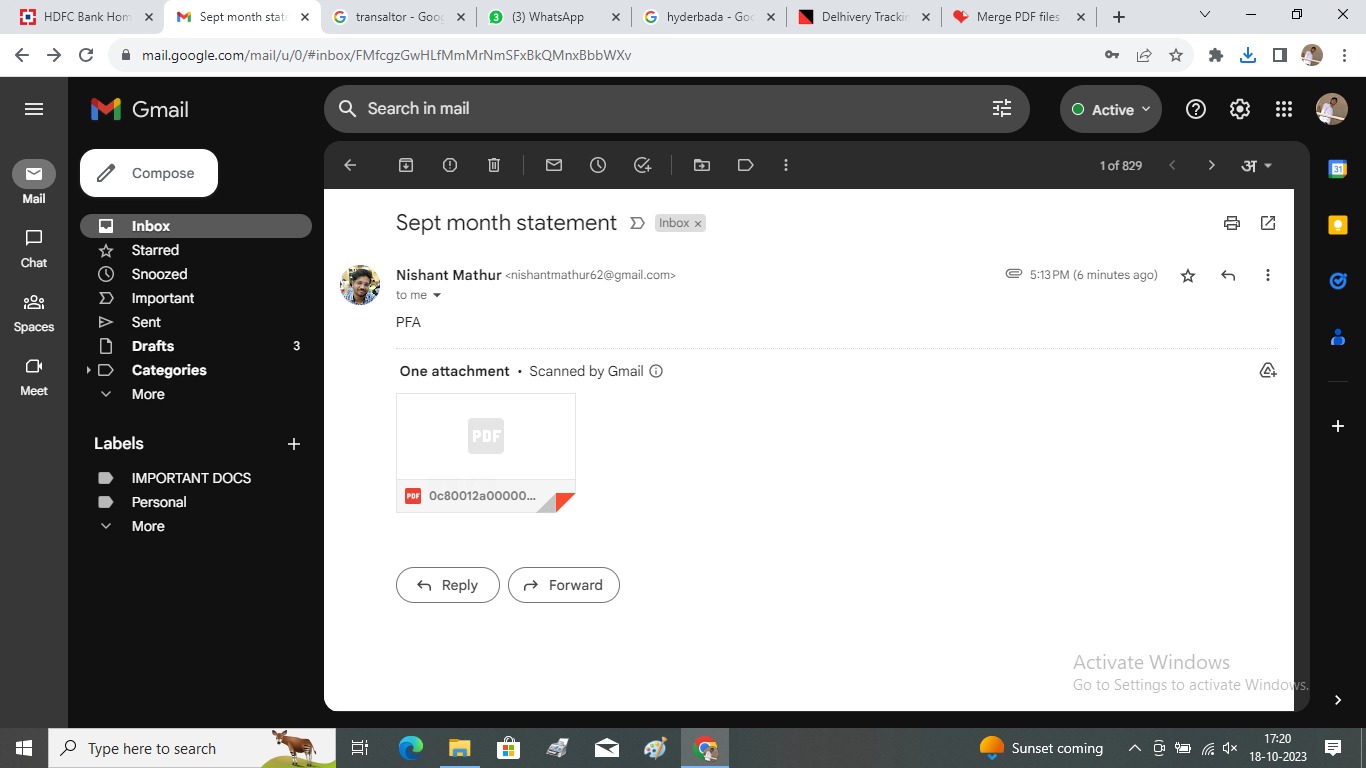 HDFC Bank Hom
Sept month state
transaltor - Goog
(3) WhatsApp
hyderbada - Goo
Delhivery Trackin
Merge PDF files
mail.google.com/mail/u/0/#inbox/FMfcgzGwHLfMmMrNmSFxBkQMnxBbbWXv
Gmail
Search in mail
Active
Compose
1 of 829
अ
Mail
Chat
Spaces
Meet
Inbox
Starred
Snoozed
Important
Sent
Drafts 3
Categories
More
Labels
IMPORTANT DOCS
Personal
More
Sept month statement
Inbox x
Nishant Mathur <nishantmathur62@gmail.com>
5:13 PM (6 minutes ago)
to me
PFA
One attachment • Scanned by Gmail
PDF
PDF 0c80012a00000...
Reply
Forward
31
Activate Windows
Go to Settings to activate Windows.
Type here to search
Sunset coming
17:20
18-10-2023